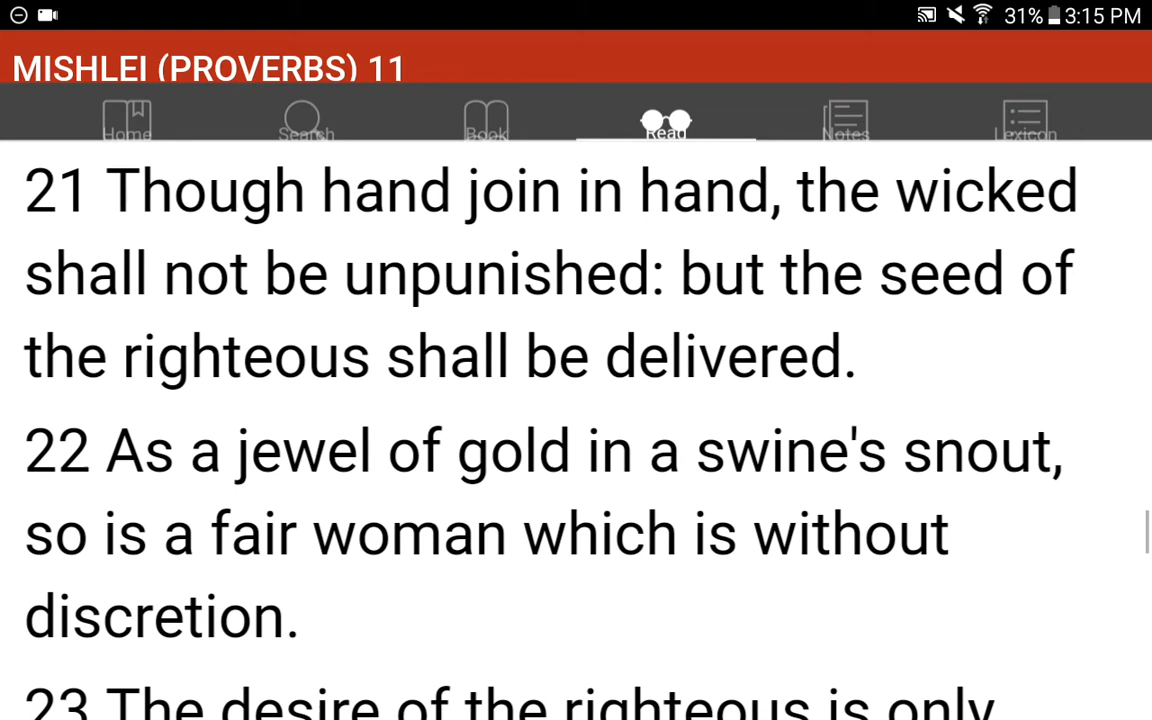 31% 3:15 PM
MISHLEI (PROVERBS) 11
Home Search Book Read Notes Lexicon
21 Though hand join in hand, the wicked
shall not be unpunished: but the seed of
the righteous shall be delivered.
22 As a jewel of gold in a swine's snout,
so is a fair woman which is without
discretion.
23 The desire of the righteous is only